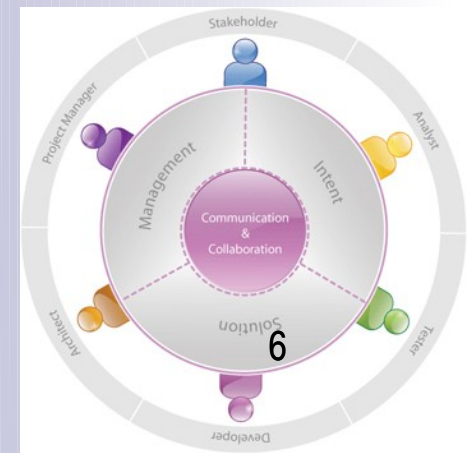 Stakeholder
Project Manager
Analyst
Management
Intent
Communication
&
Collaboration
Solution
6
Architect
Tester
Developer